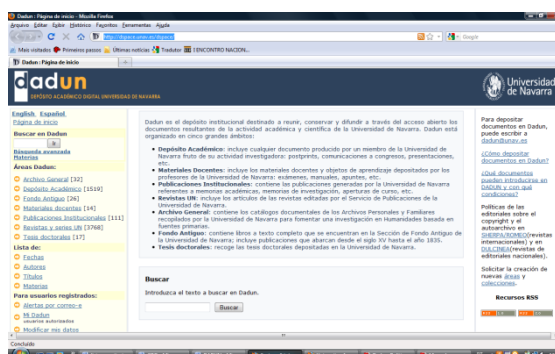 Dadun : Página de inicio - Mozilla Firefox
Arquivo Editar Exibir Histórico Favoritos Ferramentas Ajuda
http://dspace.unav.es/dspace/
Google
Mais visitados Primeiros passos Últimas notícias Tradutor I ENCONTRO NACION...
Dadun : Página de inicio
dadun
DEPÓSITO ACADÉMICO DIGITAL UNIVERSIDAD DE NAVARRA
Universidad
de Navarra
English Español
Página de inicio
Buscar en Dadun
Búsqueda avanzada
Materias
Áreas Dadun:
Archivo General [32]
Depósito Académico [1519]
Fondo Antiguo [26]
Materiales docentes [14]
Publicaciones Institucionales [111]
Revistas y series UN [3768]
Tesis doctorales [17]
Lista de:
Fechas
Autores
Títulos
Materias
Para usuarios registrados:
Alertas por correo-e
Mi Dadun
usuarios autorizados
Modificar mis datos
Dadun es el depósito institucional destinado a reunir, conservar y difundir a través del acceso abierto los
documentos resultantes de la actividad académica y científica de la Universidad de Navarra. Dadun está
organizado en cinco grandes ámbitos:
• Depósito Académico: incluye cualquier documento producido por un miembro de la Universidad de
Navarra fruto de su actividad investigadora: postprints, comunicaciones a congresos, presentaciones,
etc.
• Materiales Docentes: incluye los materiales docentes y objetos de aprendizaje depositados por los
profesores de la Universidad de Navarra: exámenes, manuales, apuntes, etc.
• Publicaciones Institucionales: contiene las publicaciones generadas por la Universidad de Navarra
referentes a memorias académicas, memorias de investigación, aperturas de curso, etc.
• Revistas UN: incluye los artículos de las revistas editadas por el Servicio de Publicaciones de la
Universidad de Navarra.
• Archivo General: contiene los catálogos documentales de los Archivos Personales y Familiares
recopilados por la Universidad de Navarra para fomentar una investigación en Humanidades basada en
fuentes primarias.
• Fondo Antiguo: contiene libros a texto completo que se encuentran en la Sección de Fondo Antiguo de
la Universidad de Navarra; incluye publicaciones que abarcan desde el siglo XV hasta el año 1835.
• Tesis doctorales: recoge las tesis doctorales depositadas en la Universidad de Navarra.
Buscar
Introduzca el texto a buscar en Dadun.
Buscar
Para depositar
documentos en Dadun,
puede escribir a
dadun@unav.es
¿Cómo depositar
documentos en Dadun?
¿Qué documentos
pueden introducirse en
DADUN y con qué
condiciones?
Políticas de las
editoriales sobre el
copyright y el
autoarchivo en
SHERPA/ROMEO(revistas
internacionales) y en
DULCINEA(revistas de
editoriales nacionales).
Solicitar la creación de
nuevas áreas y
colecciones.
Recursos RSS
Concluído